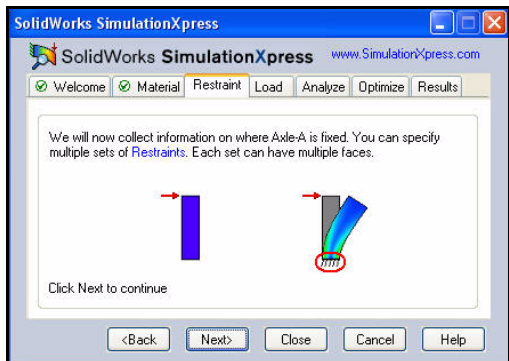 SolidWorks SimulationXpress
SolidWorks SimulationXpress www.SimulationXpress.com
Welcome Material Restraint Load Analyze Optimize Results
We will now collect information on where Axle-A is fixed. You can specify
multiple sets of Restraints. Each set can have multiple faces.
Click Next to continue
<Back Next> Close Cancel Help